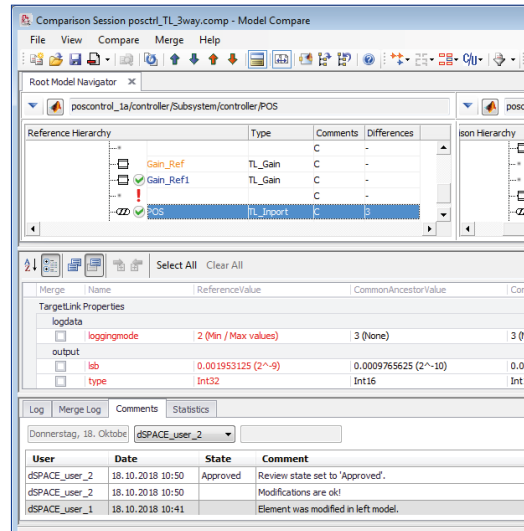 Comparison Session posctrl_TL_3way.comp - Model Compare
File View Compare Merge Help
Root Model Navigator
poscontrol_1a/controller/Subsystem/controller/POS
Reference Hierarchy Type Comments Differences ison Hierarchy
C -
Gain_Ref TL_Gain C -
Gain_Ref1 TL_Gain C -
C -
POS TL_Inport C 3
Select All Clear All
Merge Name ReferenceValue CommonAncestorValue
TargetLink Properties
logdata
loggingmode 2 (Min / Max values) 3 (None)
output
lsb 0.001953125 (2^-9) 0.0009765625 (2^-10)
type Int32 Int16 Int
Log Merge Log Comments Statistics
Donnerstag, 18. Oktobe dSPACE_user_2
User Date State Comment
dSPACE_user_2 18.10.2018 10:50 Approved Review state set to 'Approved'.
dSPACE_user_2 18.10.2018 10:50 Modifications are ok!
dSPACE_user_1 18.10.2018 10:41 Element was modified in left model.